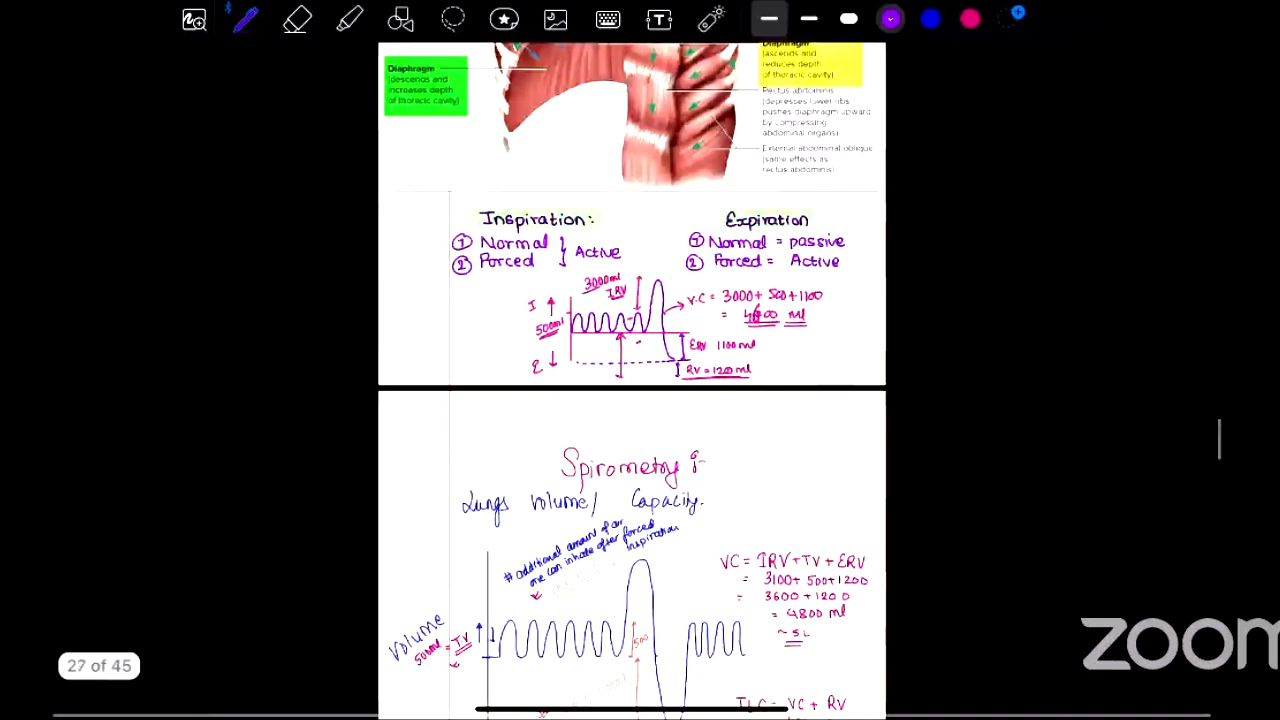 Diaphragm
(descends and
increases depth
of thoracic cavity)
Diaphragm
(ascends and
reduces depth
of thoracic cavity)
Rectus abdominis
(depresses lower ribs,
pushes diaphragm upward
by compressing
abdominal organs)
External abdominal oblique
(same effects as
rectus abdominis)
Inspiration:
① Normal
② Forced
Active
Expiration
① Normal = passive
② Forced = Active
3000ml
IRV
I
500ml
E
V.C = 3000+ 500+1100
= 4600 ml
ERV 1100 ml
RV = 1200 ml
Spirometry :-
Lungs Volume/ Capacity.
# additional amount of air
one can inhale after forced
inspiration
Volume
500ml = TV
500
VC = IRV+TV+ERV
= 3100+ 500+1200
= 3600 + 1200
= 4800 ml
~ 5L
TLC = VC + RV
27 of 45
zoom